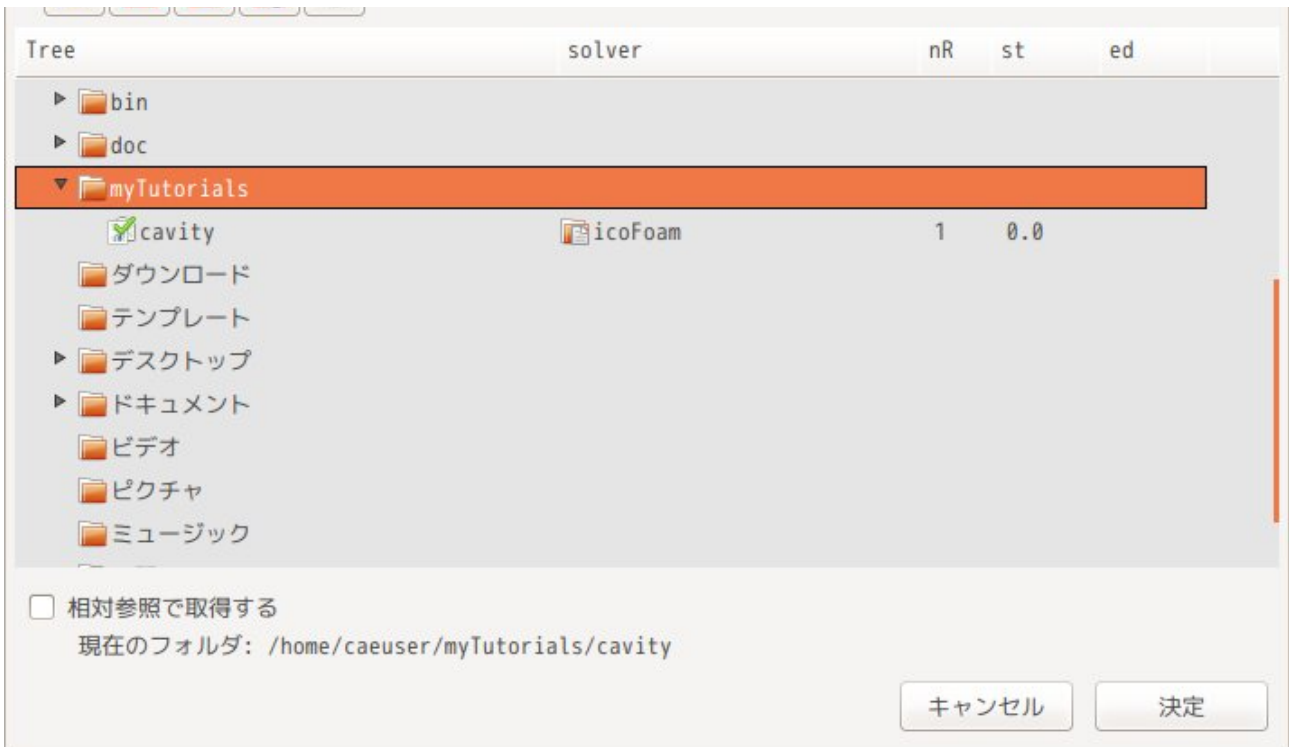 Tree solver nR st ed
bin
doc
myTutorials
cavity icoFoam 1 0.0
ダウンロード
テンプレート
デスクトップ
ドキュメント
ビデオ
ピクチャ
ミュージック
相対参照で取得する
現在のフォルダ: /home/caeuser/myTutorials/cavity
キャンセル 決定